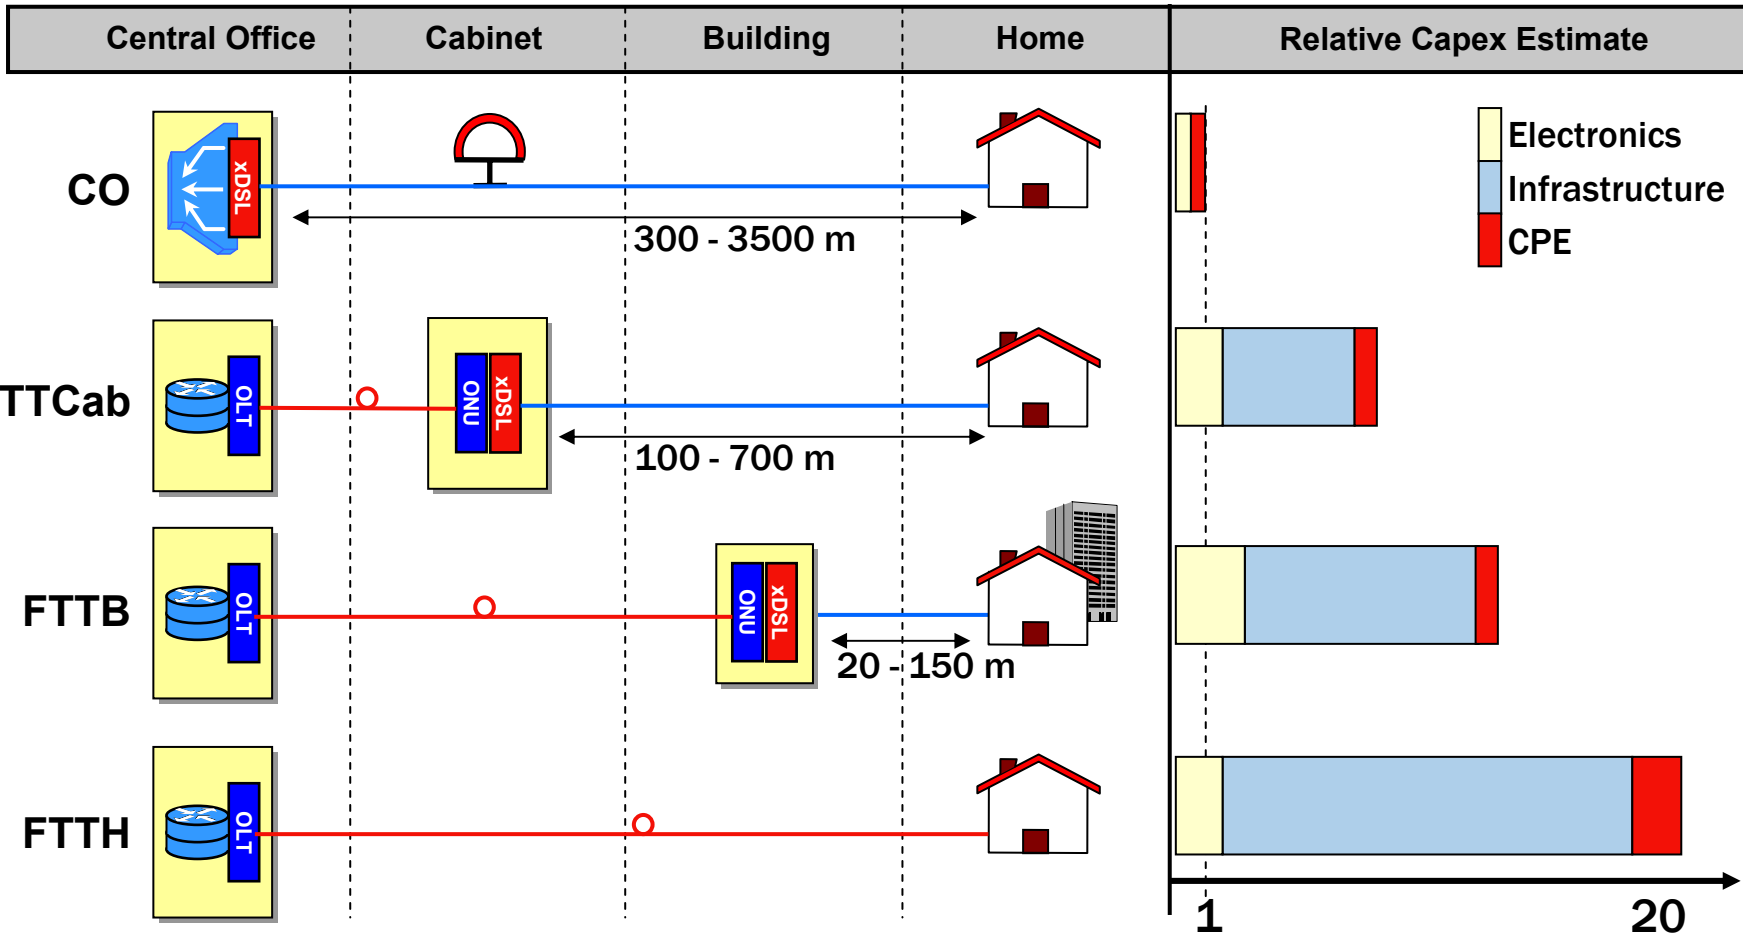 Central Office Cabinet Building Home Relative Capex Estimate
Electronics
Infrastructure
CPE
CO
xDSL
300 - 3500 m
TTCab
OLT
ONU
xDSL
100 - 700 m
FTTB
OLT
ONU
xDSL
20 - 150 m
FTTH
OLT
1 20